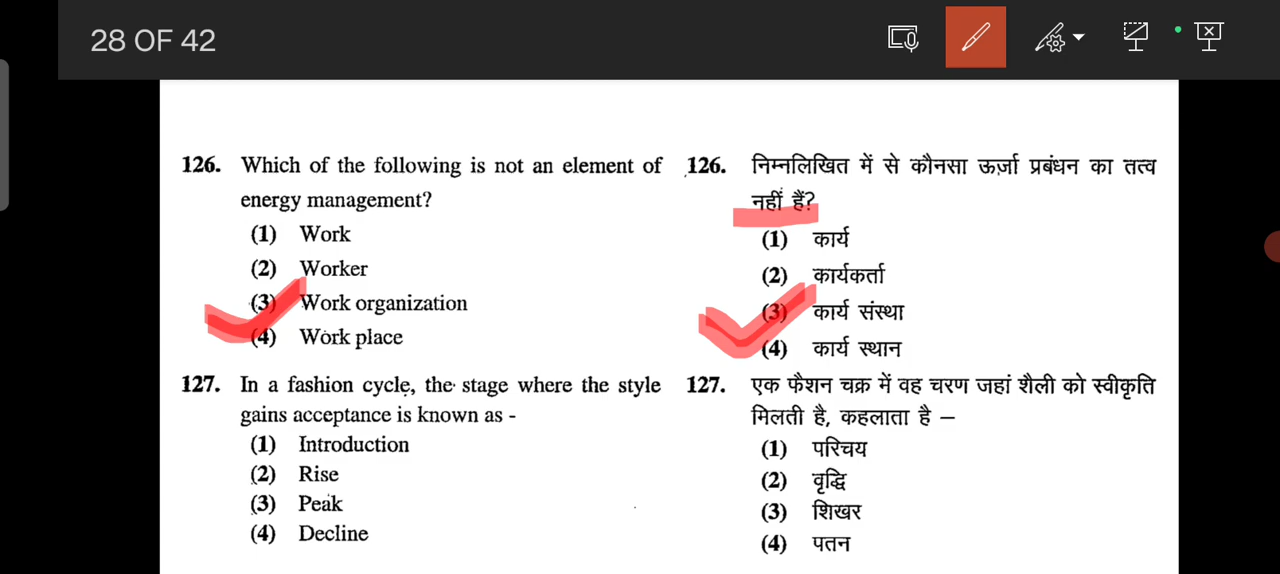 28 OF 42
126. Which of the following is not an element of
energy management?
(1) Work
(2) Worker
(3) Work organization
(4) Work place
127. In a fashion cycle, the stage where the style
gains acceptance is known as -
(1) Introduction
(2) Rise
(3) Peak
(4) Decline
126. निम्नलिखित में से कौनसा ऊर्ज़ा प्रबंधन का तत्व
नहीं हैं?
(1) कार्य
(2) कार्यकर्ता
(3) कार्य संस्था
(4) कार्य स्थान
127. एक फैशन चक्र में वह चरण जहां शैली को स्वीकृति
मिलती है, कहलाता है –
(1) परिचय
(2) वृद्धि
(3) शिखर
(4) पतन